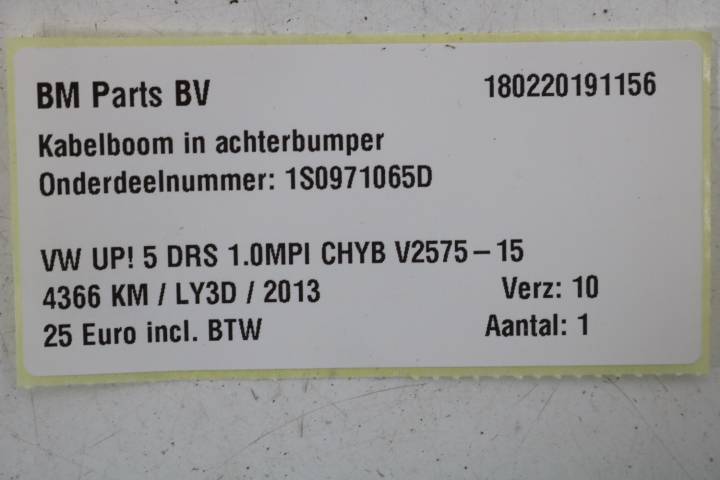 BM Parts BV 180220191156
Kabelboom in achterbumper
Onderdeelnummer: 1S0971065D
VW UP! 5 DRS 1.0MPI CHYB V2575-15
4366 KM / LY3D / 2013 Verz: 10
25 Euro incl. BTW Aantal: 1